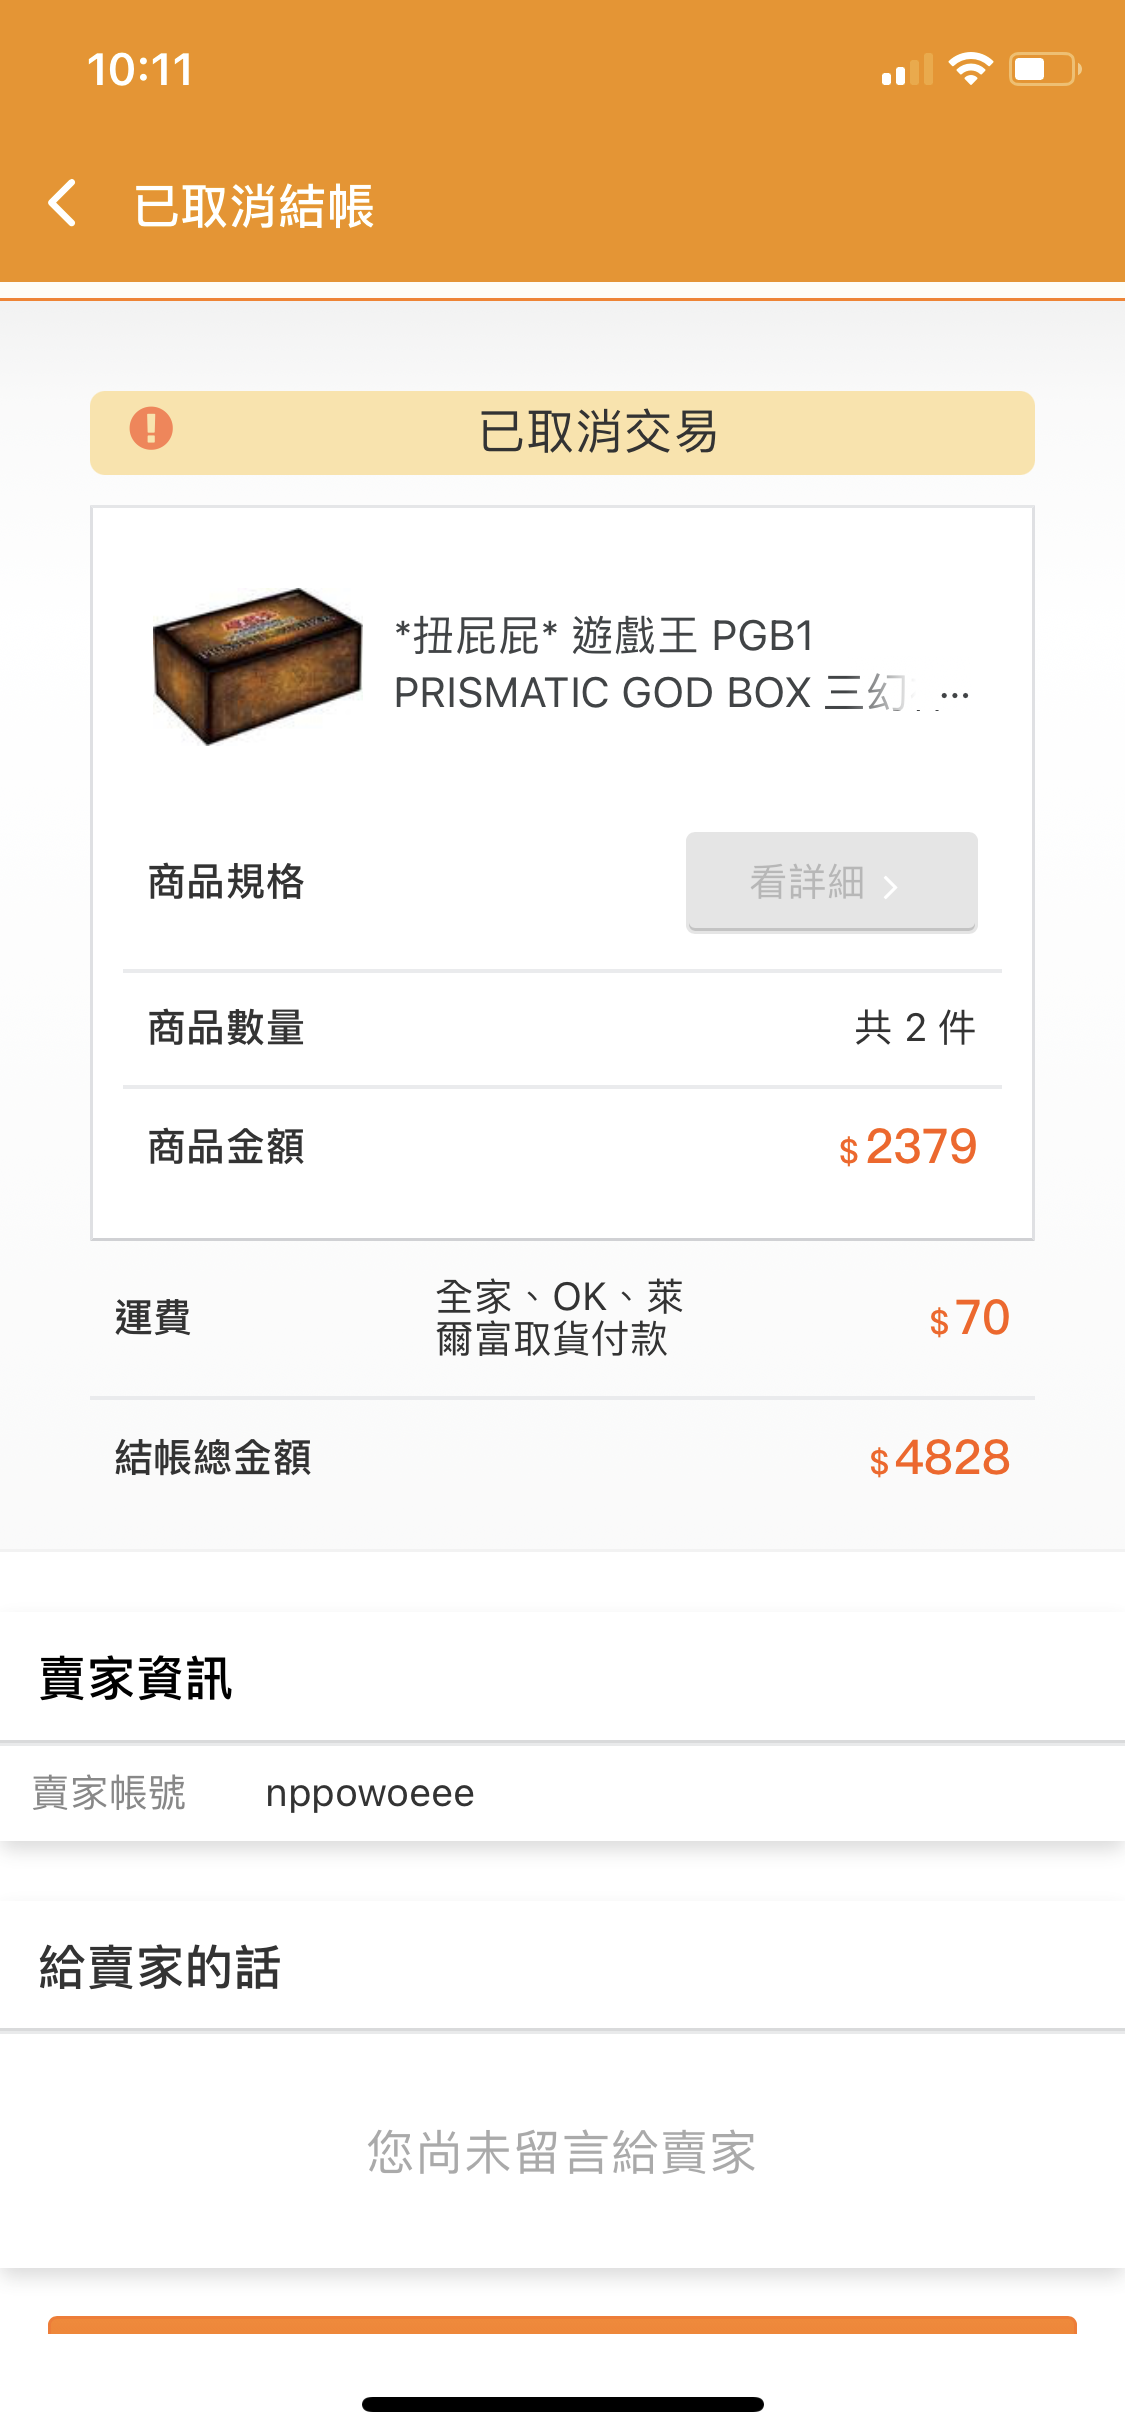 10:11
已取消結帳
已取消交易
*扭屁屁* 遊戲王 PGB1
PRISMATIC GOD BOX 三幻 ...
商品規格
看詳細
商品數量
共 2 件
商品金額
$2379
運費
全家、OK、萊
爾富取貨付款
$70
結帳總金額
$4828
賣家資訊
賣家帳號
nppowoeee
給賣家的話
您尚未留言給賣家